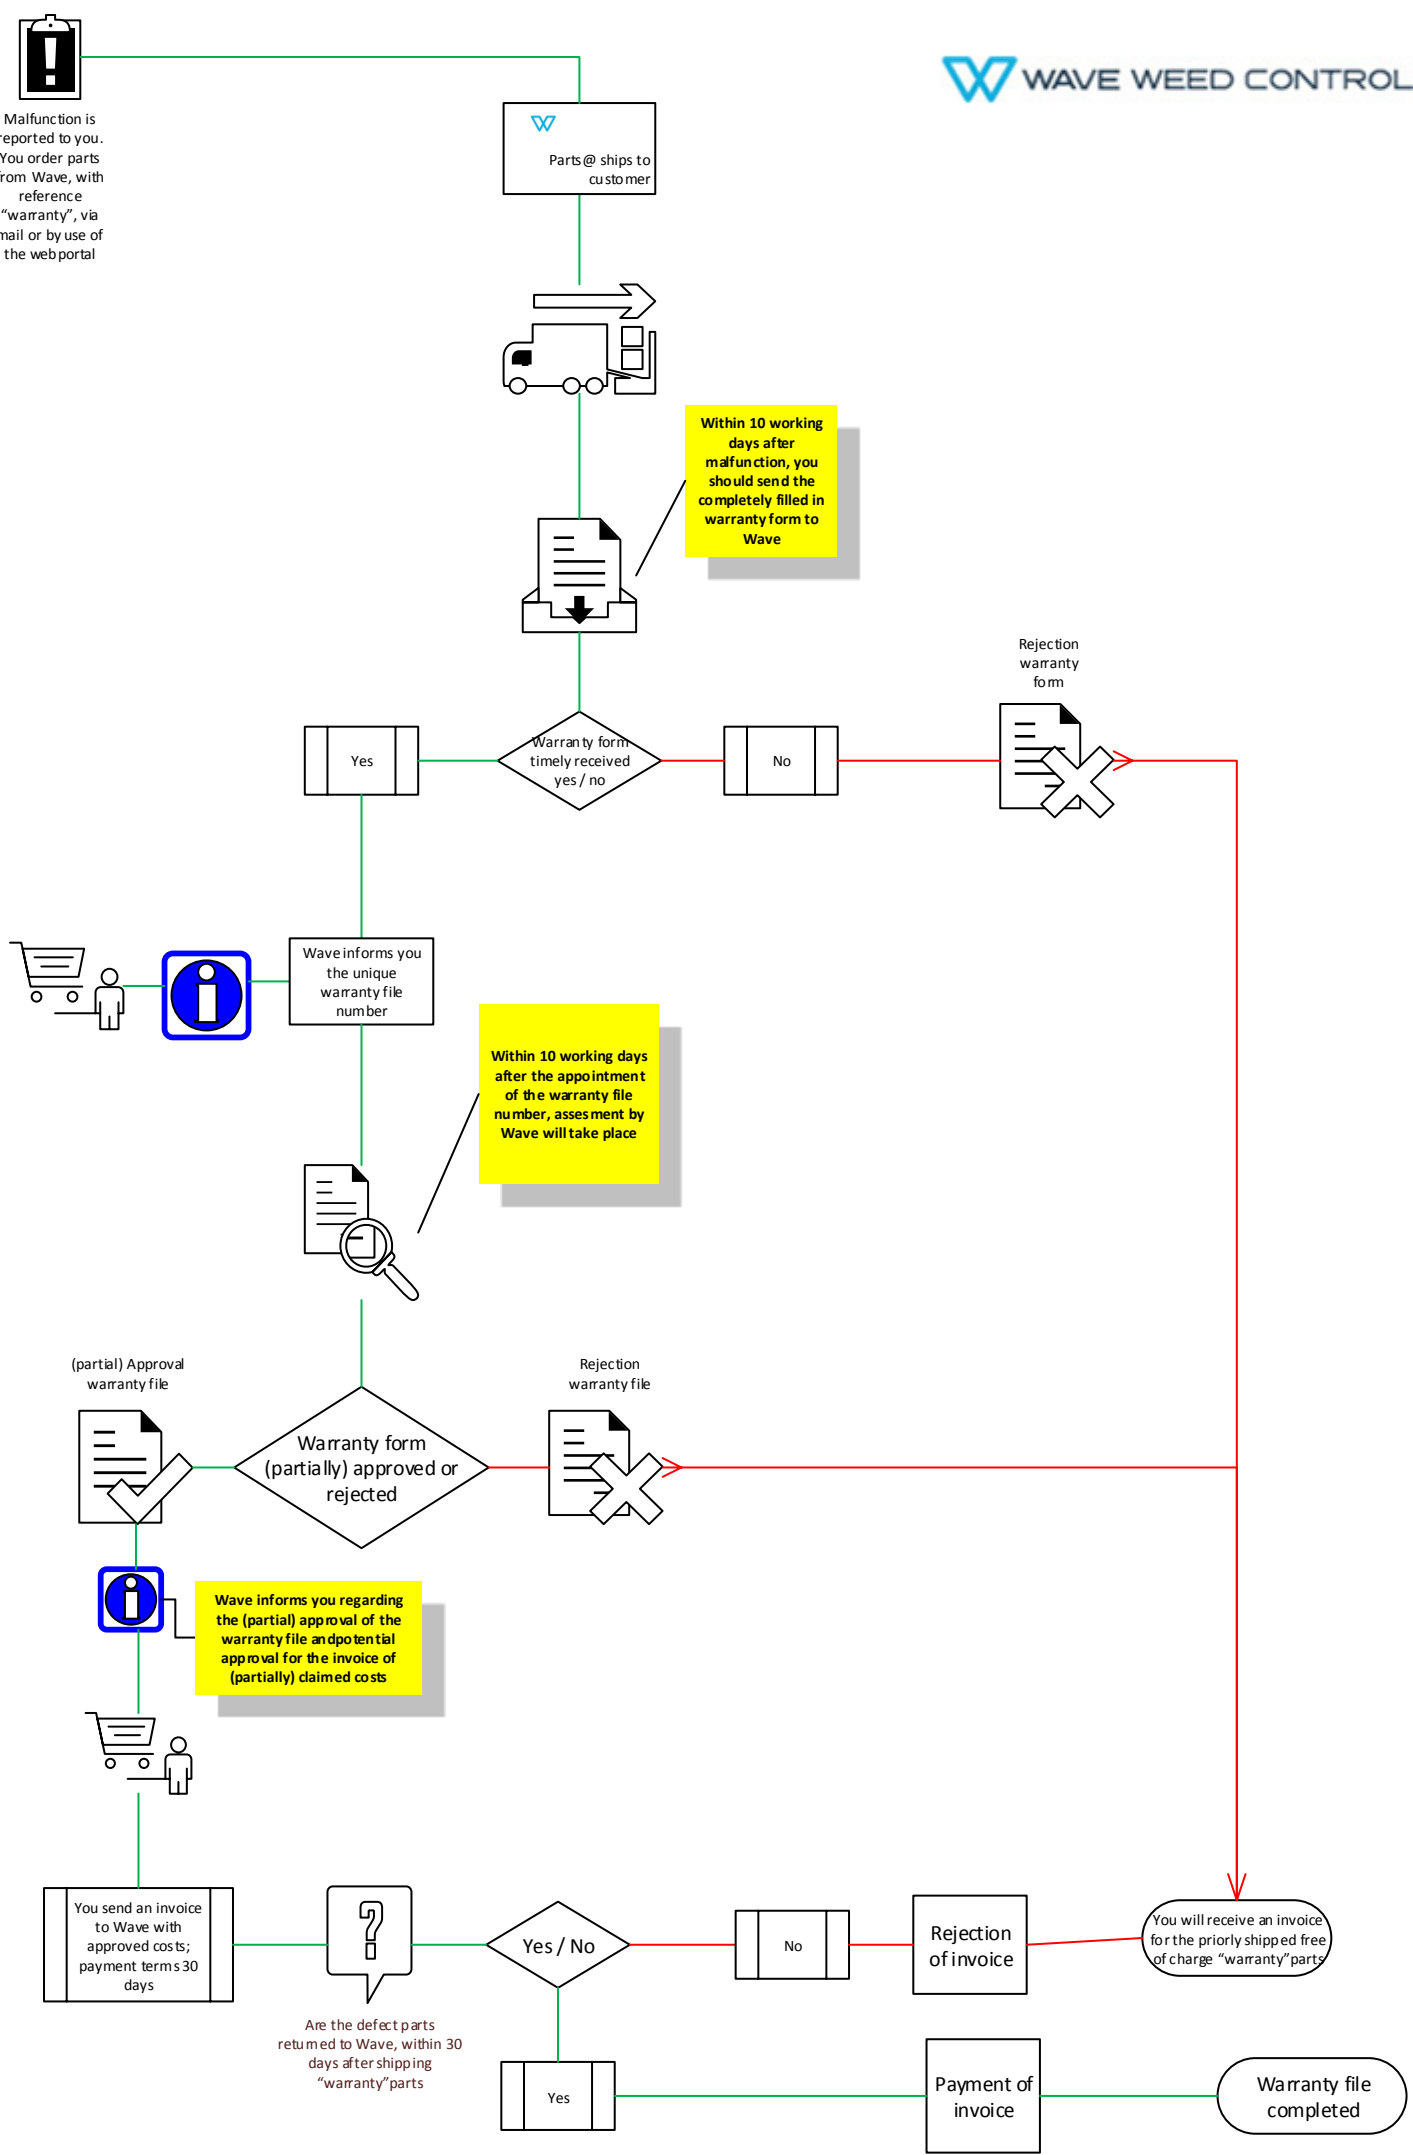 WAVE WEED CONTROL
Malfunction is
reported to you.
You order parts
from Wave, with
reference
“warranty”, via
mail or by use of
the webportal
Parts@ ships to
customer
Within 10 working
days after
malfunction, you
should send the
completely filled in
warranty form to
Wave
Rejection
warranty
form
Yes
Warranty form
timely received
yes / no
No
Wave informs you
the unique
warranty file
number
Within 10 working days
after the appointment
of the warranty file
number, assesment by
Wave will take place
(partial) Approval
warranty file
Rejection
warranty file
Warranty form
(partially) approved or
rejected
Wave informs you regarding
the (partial) approval of the
warranty file andpotential
approval for the invoice of
(partially) claimed costs
You send an invoice
to Wave with
approved costs;
payment terms 30
days
Yes / No
No
Rejection
of invoice
You will receive an invoice
for the priorly shipped free
of charge “warranty”parts
Are the defect parts
returned to Wave, within 30
days after shipping
“warranty”parts
Yes
Payment of
invoice
Warranty file
completed